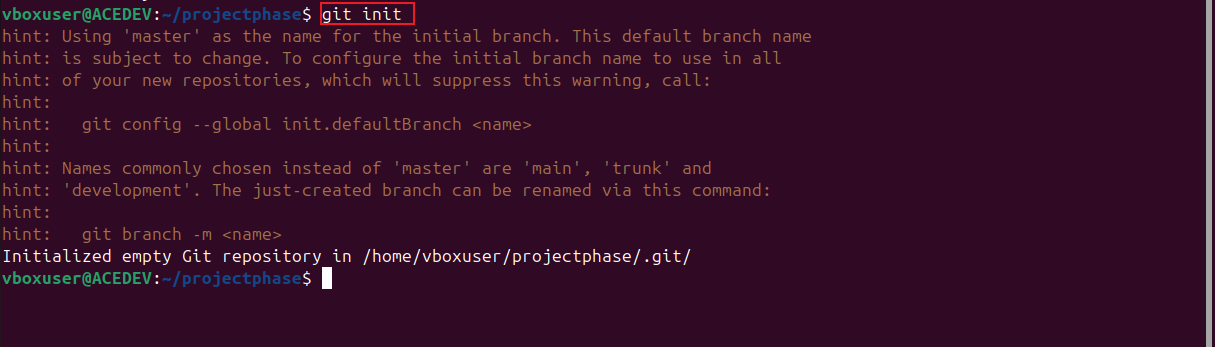 vboxuser@ACEDEV:~/projectphase$ git init
hint: Using 'master' as the name for the initial branch. This default branch name
hint: is subject to change. To configure the initial branch name to use in all
hint: of your new repositories, which will suppress this warning, call:
hint:
hint:   git config --global init.defaultBranch <name>
hint:
hint: Names commonly chosen instead of 'master' are 'main', 'trunk' and
hint: 'development'. The just-created branch can be renamed via this command:
hint:
hint:   git branch -m <name>
Initialized empty Git repository in /home/vboxuser/projectphase/.git/
vboxuser@ACEDEV:~/projectphase$